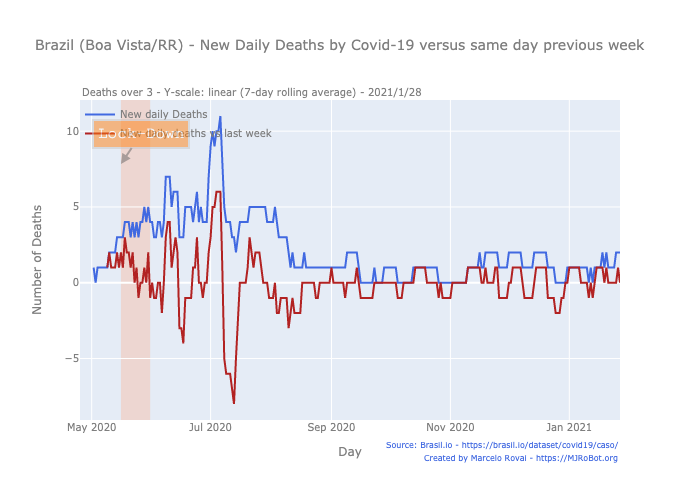 Brazil (Boa Vista/RR) - New Daily Deaths by Covid-19 versus same day previous week
Deaths over 3 - Y-scale: linear (7-day rolling average) - 2021/1/28
New daily Deaths
deaths vs last week
10
5
0
−5
Number of Deaths
May 2020
Jul 2020
Sep 2020
Nov 2020
Jan 2021
Day
Source: Brasil.io - https://brasil.io/dataset/covid19/caso/
Created by Marcelo Rovai - https://MJRoBot.org